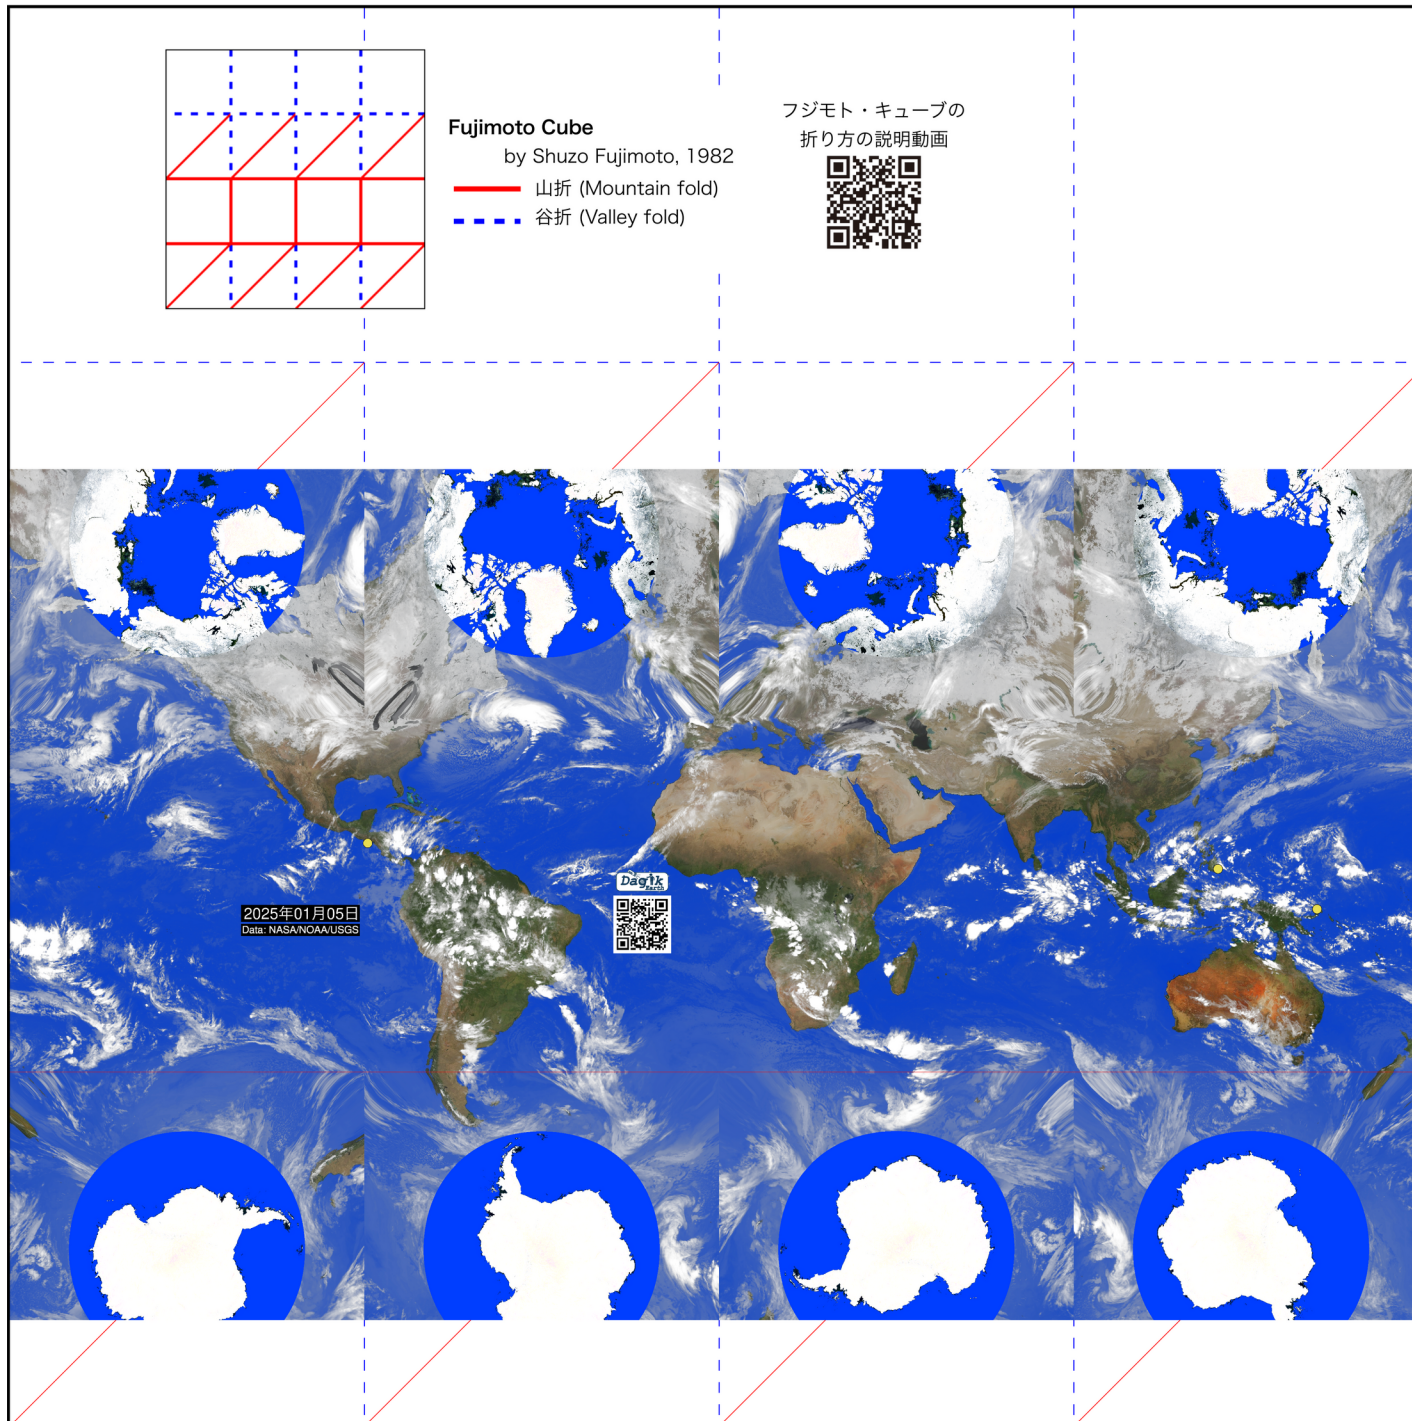 Fujimoto Cube
by Shuzo Fujimoto, 1982
山折 (Mountain fold)
谷折 (Valley fold)
フジモト・キューブの
折り方の説明動画
Dagik
Earth
2025年01月05日
Data: NASA/NOAA/USGS